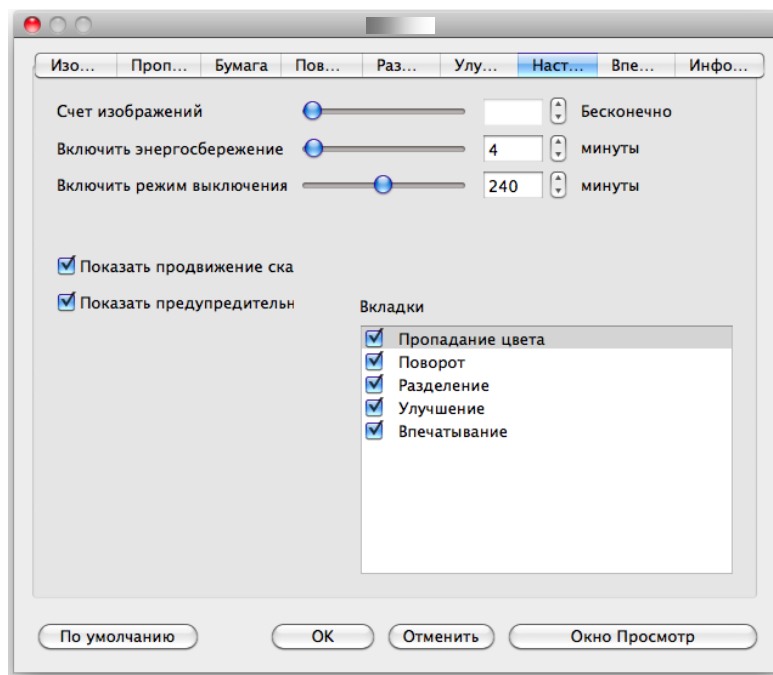 Изо... Проп... Бумага Пов... Раз... Улу... Наст... Впе... Инфо...
Счет изображений Бесконечно
Включить энергосбережение 4 минуты
Включить режим выключения 240 минуты
Показать продвижение ска
Показать предупредительн
Вкладки
Пропадание цвета
Поворот
Разделение
Улучшение
Впечатывание
По умолчанию OK Отменить Окно Просмотр